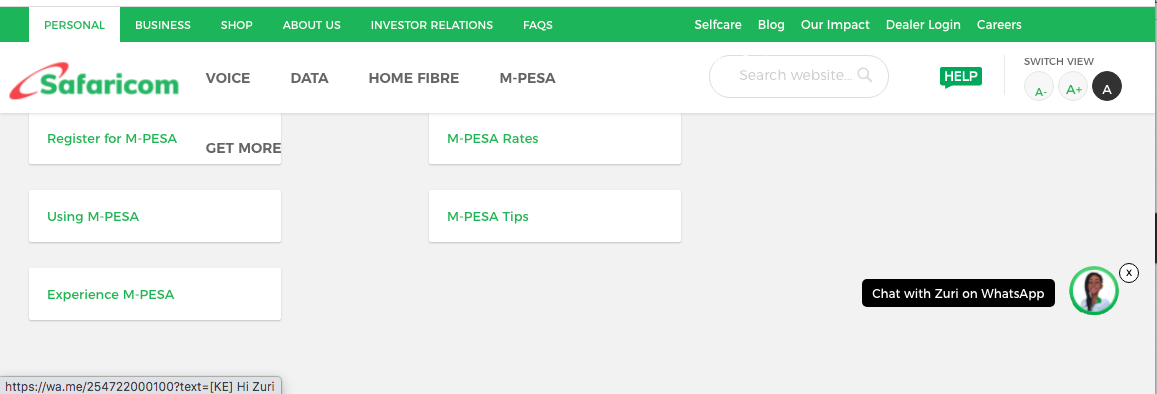 PERSONAL BUSINESS SHOP ABOUT US INVESTOR RELATIONS FAQS Selfcare Blog Our Impact Dealer Login Careers
Safaricom VOICE DATA HOME FIBRE M-PESA Search website... HELP SWITCH VIEW
A- A+ A
Register for M-PESA GET MORE M-PESA Rates
Using M-PESA M-PESA Tips
Experience M-PESA
Chat with Zuri on WhatsApp x
https://wa.me/254722000100?text=[KE] Hi Zuri